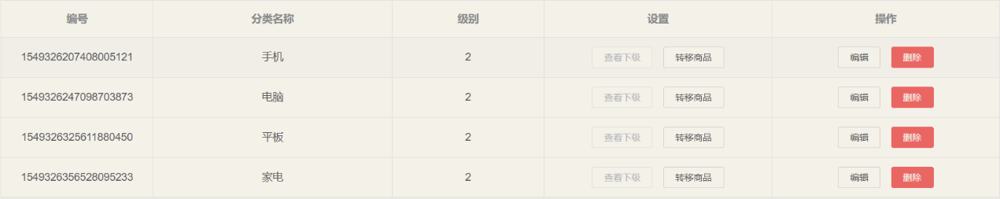 编号 分类名称 级别 设置 操作
1549326207408005121 手机 2 查看下级 转移商品 编辑 删除
1549326247098703873 电脑 2 查看下级 转移商品 编辑 删除
1549326325611880450 平板 2 查看下级 转移商品 编辑 删除
1549326356528095233 家电 2 查看下级 转移商品 编辑 删除